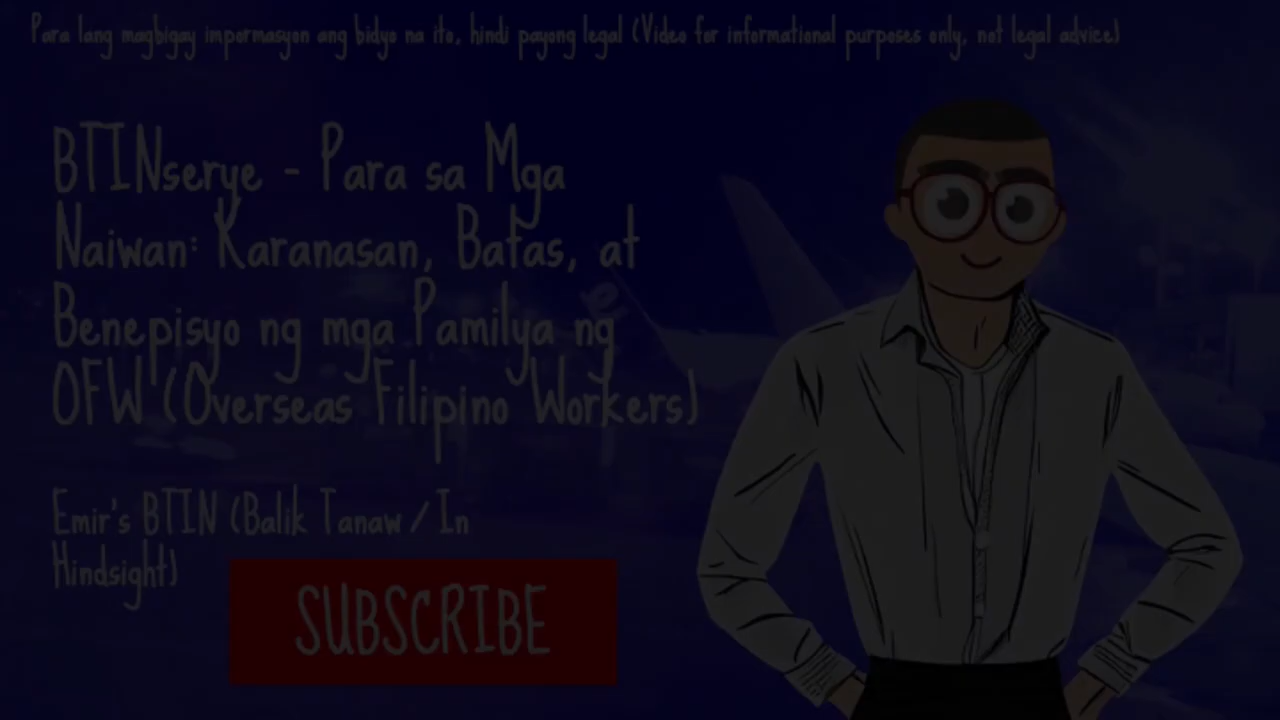 Para lang magbigay impormasyon ang bidyo na ito, hindi payong legal (Video for informational purposes only, not legal advice)
BTINserye - Para sa Mga
Naiwan: Karanasan, Batas, at
Benepisyo ng mga Pamilya ng
OFW (Overseas Filipino Workers)
Emir's BTIN (Balik Tanaw / In
Hindsight)
SUBSCRIBE